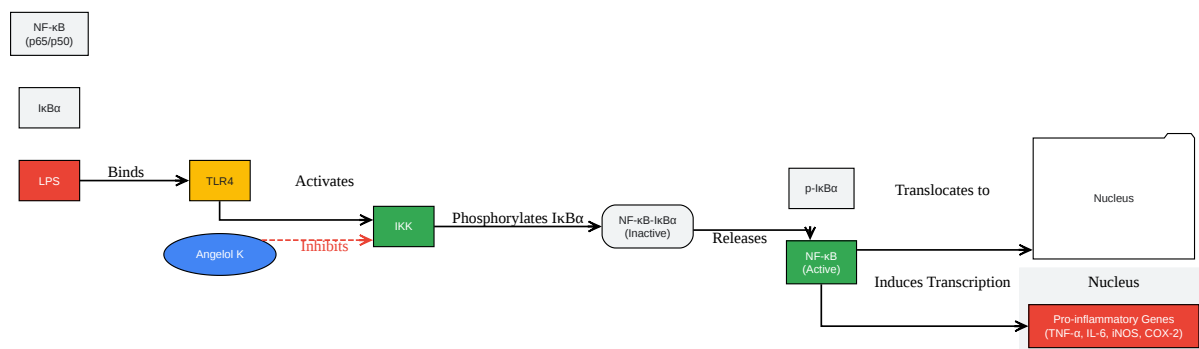 NF-κB
(p65/p50)
IκBα
LPS
Binds
TLR4
Activates
Angelol K
Inhibits
IKK
Phosphorylates IκBα
NF-κB-IκBα
(Inactive)
Releases
p-IκBα
NF-κB
(Active)
Translocates to
Nucleus
Induces Transcription
Nucleus
Pro-inflammatory Genes
(TNF-α, IL-6, iNOS, COX-2)